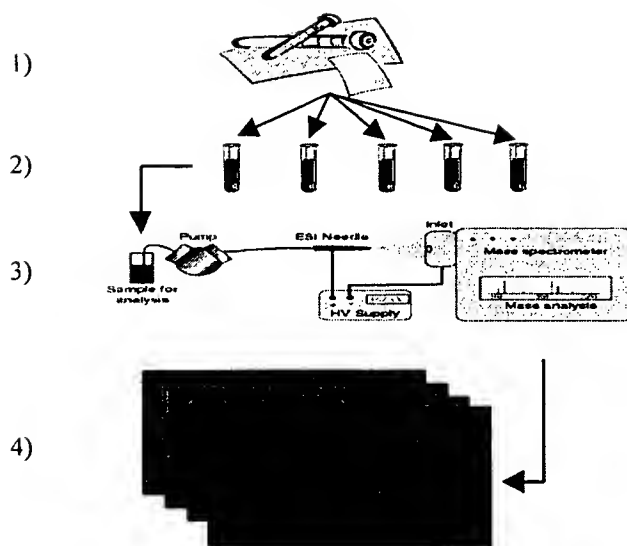 1)
2)
Pump
ESI Needle
Inlet
3)
Mass spectrometer
Sample for
analysis
HV Supply
Mass analysis
4)